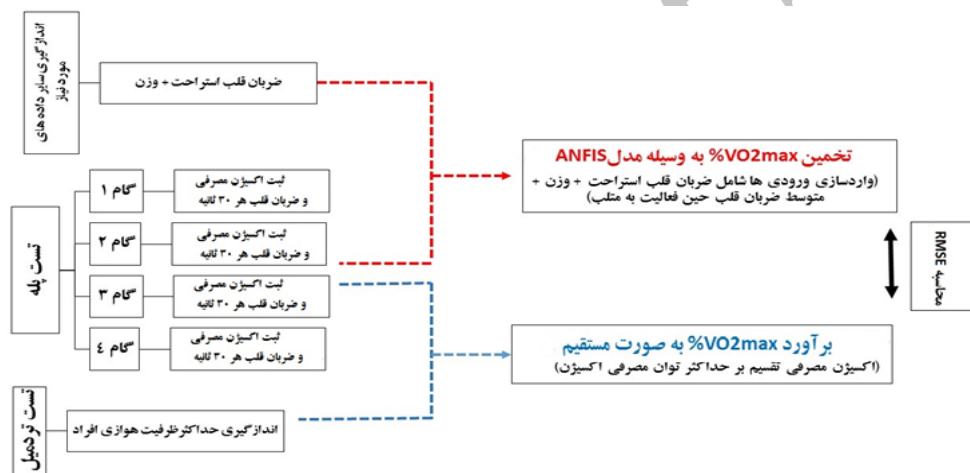 اندازگیری سایر داده های
مورد نیاز
ضربان قلب استراحت + وزن
تخمین %VO2max به وسیله مدل ANFIS
(واردسازی ورودی ها شامل ضربان قلب استراحت + وزن +
متوسط ضربان قلب حین فعالیت به متلب)
تست پله
گام ۱
ثبت اکسیژن مصرفی
و ضربان قلب هر ۳۰ ثانیه
گام ۲
ثبت اکسیژن مصرفی
و ضربان قلب هر ۳۰ ثانیه
گام ۳
ثبت اکسیژن مصرفی
و ضربان قلب هر ۳۰ ثانیه
گام ٤
ثبت اکسیژن مصرفی
و ضربان قلب هر ۳۰ ثانیه
محاسبه RMSE
برآورد %VO2max به صورت مستقیم
(اکسیژن مصرفی تقسیم بر حداکثر توان مصرفی اکسیژن)
تست تردمیل
اندازگیری حداکثرظرفیت هوازی افراد